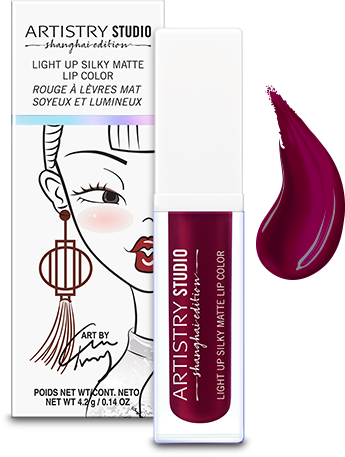 ARTISTRY STUDIO
shanghai edition
LIGHT UP SILKY MATTE
LIP COLOR
ROUGE À LÈVRES MAT
SOYEUX ET LUMINEUX
ART BY
POIDS NET WT CONT. NETO
NET WT 4.2 g / 0.14 OZ
ARTISTRY STUDIO
shanghai edition
LIGHT UP SILKY MATTE LIP COLOR